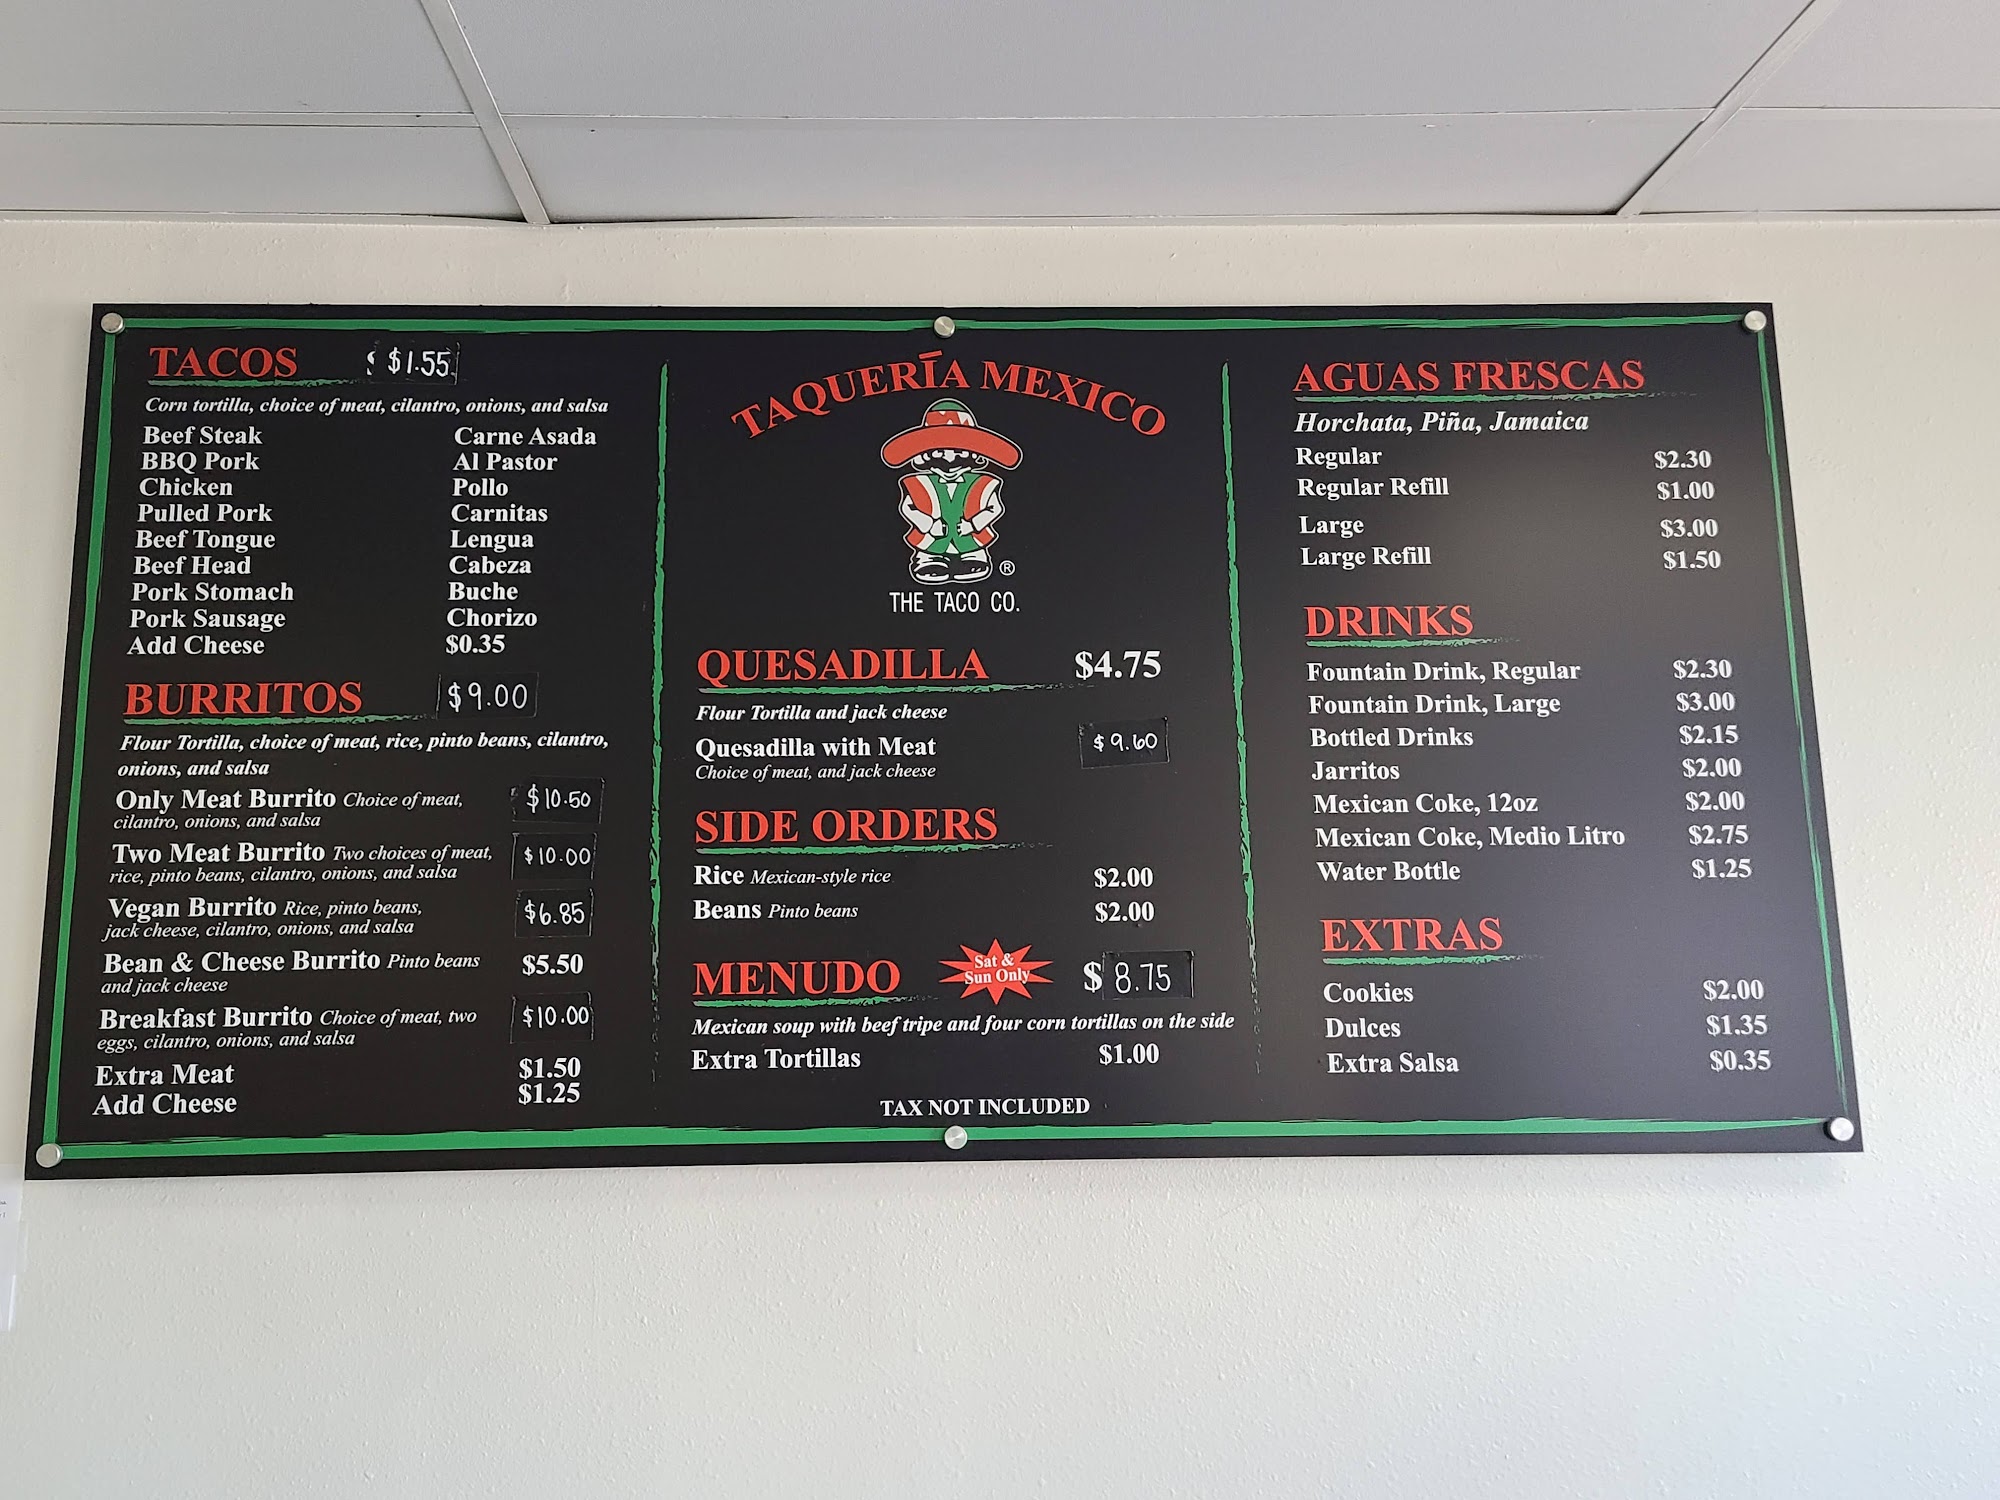 TACOS $1.55
Corn tortilla, choice of meat, cilantro, onions, and salsa
Beef Steak Carne Asada
BBQ Pork Al Pastor
Chicken Pollo
Pulled Pork Carnitas
Beef Tongue Lengua
Beef Head Cabeza
Pork Stomach Buche
Pork Sausage Chorizo
Add Cheese $0.35
BURRITOS $9.00
Flour Tortilla, choice of meat, rice, pinto beans, cilantro,
onions, and salsa
Only Meat Burrito Choice of meat, $10.50
cilantro, onions, and salsa
Two Meat Burrito Two choices of meat, $10.00
rice, pinto beans, cilantro, onions, and salsa
Vegan Burrito Rice, pinto beans, $6.85
jack cheese, cilantro, onions, and salsa
Bean & Cheese Burrito Pinto beans $5.50
and jack cheese
Breakfast Burrito Choice of meat, two $10.00
eggs, cilantro, onions, and salsa
Extra Meat $1.50
Add Cheese $1.25
TAQUERĪA MEXICO
®
THE TACO CO.
QUESADILLA $4.75
Flour Tortilla and jack cheese
Quesadilla with Meat $9.60
Choice of meat, and jack cheese
SIDE ORDERS
Rice Mexican-style rice $2.00
Beans Pinto beans $2.00
MENUDO Sat & Sun Only $8.75
Mexican soup with beef tripe and four corn tortillas on the side
Extra Tortillas $1.00
TAX NOT INCLUDED
AGUAS FRESCAS
Horchata, Piña, Jamaica
Regular $2.30
Regular Refill $1.00
Large $3.00
Large Refill $1.50
DRINKS
Fountain Drink, Regular $2.30
Fountain Drink, Large $3.00
Bottled Drinks $2.15
Jarritos $2.00
Mexican Coke, 12oz $2.00
Mexican Coke, Medio Litro $2.75
Water Bottle $1.25
EXTRAS
Cookies $2.00
Dulces $1.35
Extra Salsa $0.35